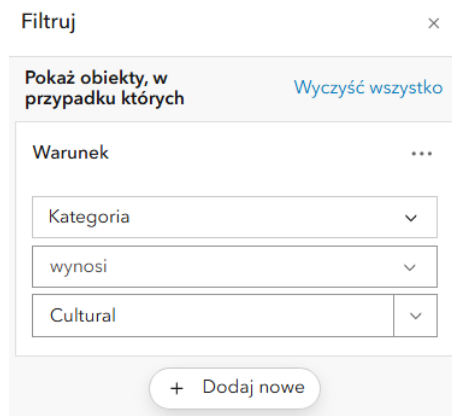 Filtruj
Pokaż obiekty, w
przypadku których
Wyczyść wszystko
Warunek
Kategoria
wynosi
Cultural
+ Dodaj nowe